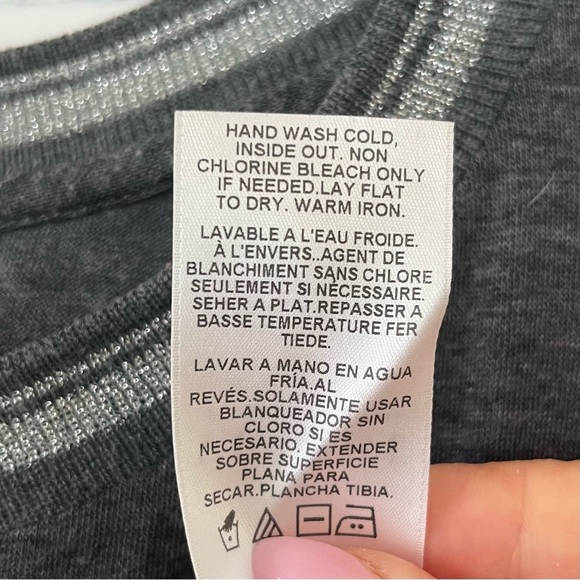 HAND WASH COLD,
INSIDE OUT. NON
CHLORINE BLEACH ONLY
IF NEEDED.LAY FLAT
TO DRY. WARM IRON.
LAVABLE A L'EAU FROIDE.
À L'ENVERS..AGENT DE
BLANCHIMENT SANS CHLORE
SEULEMENT SI NÉCESSAIRE.
SEHER A PLAT.REPASSER A
BASSE TEMPERATURE FER
TIEDE.
LAVAR A MANO EN AGUA
FRÍA.AL
REVÉS.SOLAMENTE USAR
BLANQUEADOR SIN
CLORO SI ES
NECESARIO. EXTENDER
SOBRE SUPERFICIE
PLANA PARA
SECAR.PLANCHA TIBIA.